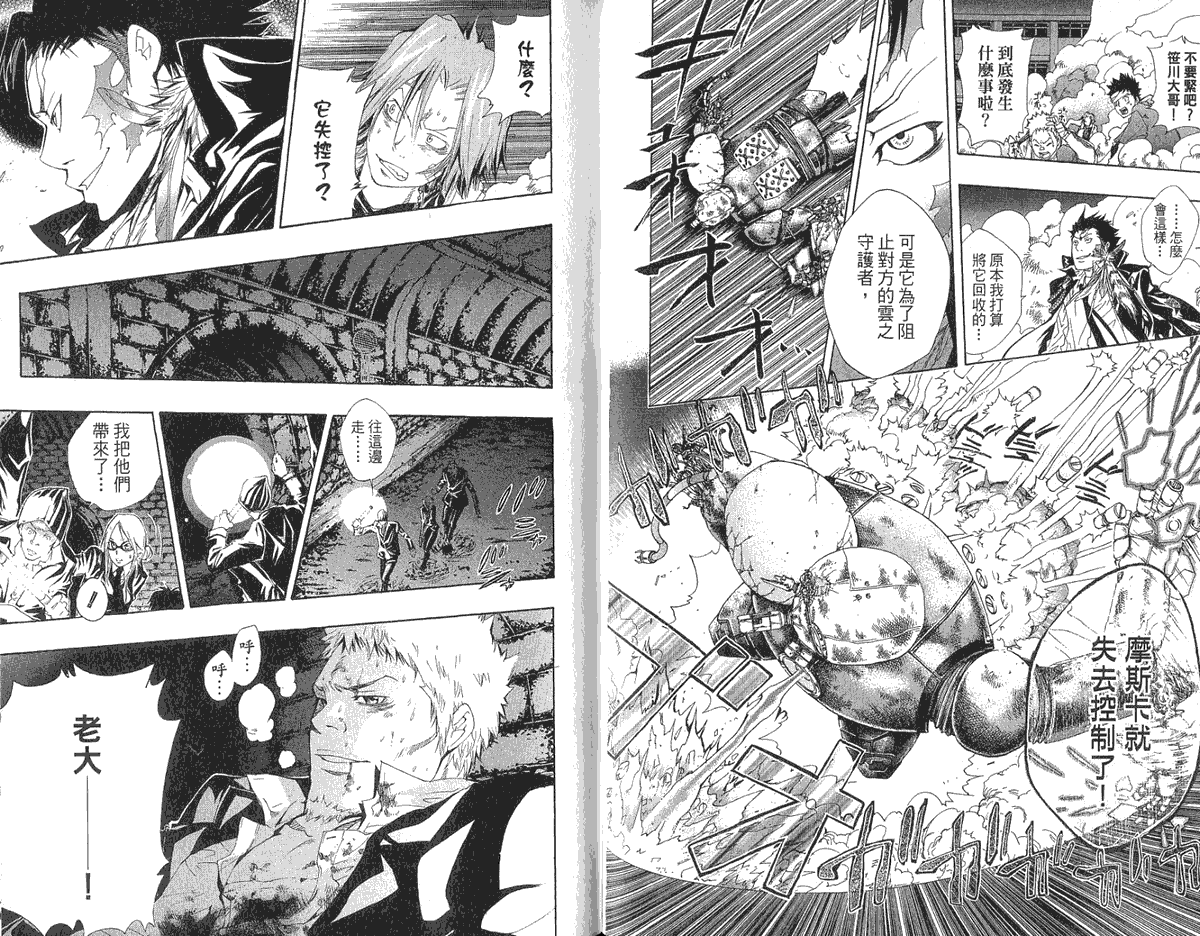 不要緊吧？
笹川大哥！
到底發生
什麼事啦？
……怎麼
會這樣…
原本我打算
將它回收的…
可是它為了阻
止對方的雲之
守護者，
ゴオオオ…
摩斯卡就
失去控制了！
什麼？
它失控了？
往這邊
走……
我把他們
帶來了…
呼…
呼…
老大——！